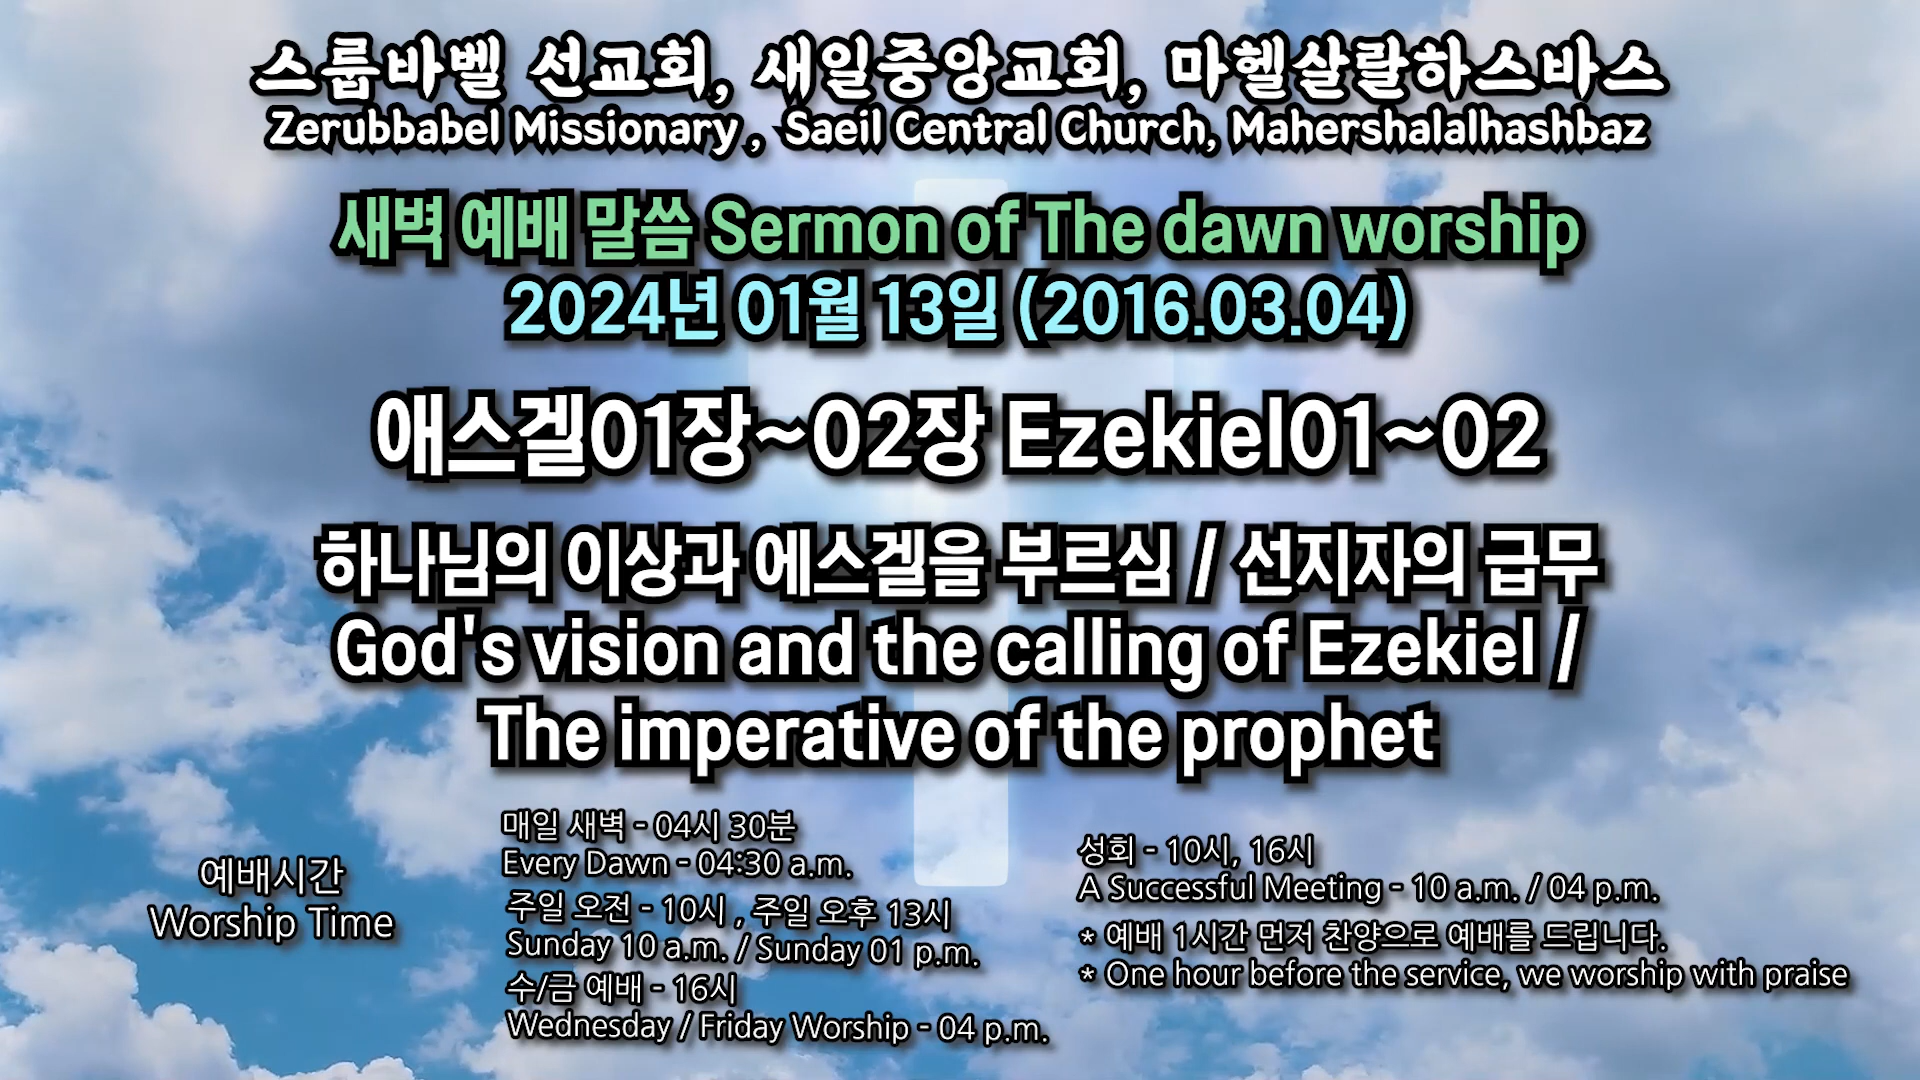 스룹바벨 선교회, 새일중앙교회, 마헬살랄하스바스
Zerubbabel Missionary , Saeil Central Church, Mahershalalhashbaz
새벽 예배 말씀 Sermon of The dawn worship
2024년 01월 13일 (2016.03.04)
애스겔01장~02장 Ezekiel01~02
하나님의 이상과 에스겔을 부르심 / 선지자의 급무
God's vision and the calling of Ezekiel /
The imperative of the prophet
예배시간
Worship Time
매일 새벽 - 04시 30분
Every Dawn - 04:30 a.m.
주일 오전 - 10시 , 주일 오후 13시
Sunday 10 a.m. / Sunday 01 p.m.
수/금 예배 - 16시
Wednesday / Friday Worship - 04 p.m.
성회 - 10시, 16시
A Successful Meeting - 10 a.m. / 04 p.m.
* 예배 1시간 먼저 찬양으로 예배를 드립니다.
* One hour before the service, we worship with praise